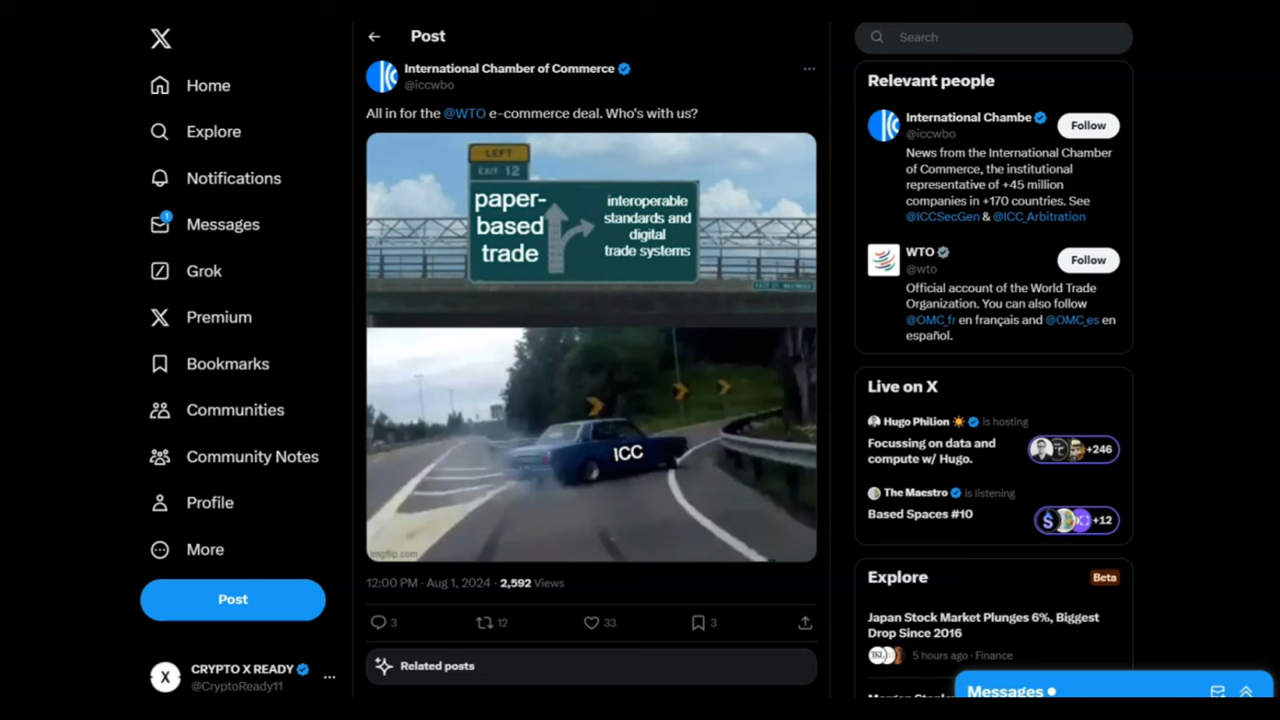 Post
International Chamber of Commerce
@iccwbo
All in for the @WTO e-commerce deal. Who's with us?
LEFT
EXIT 12
paper-
based
trade
interoperable
standards and
digital
trade systems
ICC
imgflip.com
12:00 PM · Aug 1, 2024 · 2,592 Views
3
12
33
3
Related posts
Home
Explore
Notifications
1
Messages
Grok
Premium
Bookmarks
Communities
Community Notes
Profile
More
Post
X
CRYPTO X READY
@CryptoReady11
Search
Relevant people
International Chambe
@iccwbo
Follow
News from the International Chamber
of Commerce, the institutional
representative of +45 million
companies in +170 countries. See
@ICCSecGen & @ICC_Arbitration
WTO
@wto
Follow
Official account of the World Trade
Organization. You can also follow
@OMC_fr en français and @OMC_es en
español.
Live on X
Hugo Philion is hosting
Focussing on data and
compute w/ Hugo.
+246
The Maestro is listening
Based Spaces #10
+12
Explore
Beta
Japan Stock Market Plunges 6%, Biggest
Drop Since 2016
5 hours ago · Finance
Messages